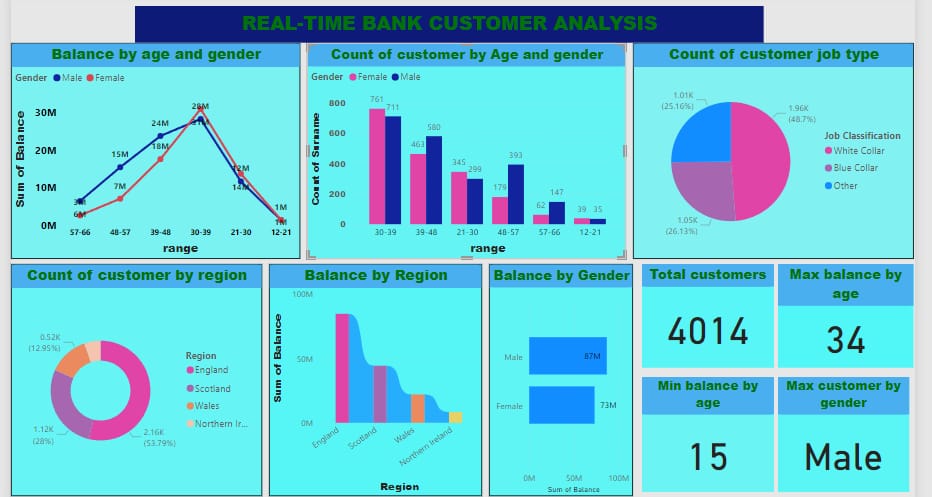 REAL-TIME BANK CUSTOMER ANALYSIS
Balance by age and gender
Gender Male Female
Sum of Balance
30M
20M
10M
0M
3M
6M
15M
7M
24M
18M
28M
12M
14M
1M
1M
57-66 48-57 39-48 30-39 21-30 12-21
range
Count of customer by Age and gender
Gender Female Male
Count of Surname
800
600
400
200
0
761 711
463 580
345 299
179 393
62 147
39 35
30-39 39-48 21-30 48-57 57-66 12-21
range
Count of customer job type
1.01K
(25.16%)
1.96K
(48.7%)
1.05K
(26.13%)
Job Classification
White Collar
Blue Collar
Other
Count of customer by region
0.52K
(12.95%)
1.12K
(28%)
2.16K
(53.79%)
Region
England
Scotland
Wales
Northern Ir...
Balance by Region
Sum of Balance
100M
50M
0M
England Scotland Wales Northern Ireland
Region
Balance by Gender
Male 87M
Female 73M
0M 50M 100M
Sum of Balance
Total customers
4014
Max balance by
age
34
Min balance by
age
15
Max customer by
gender
Male